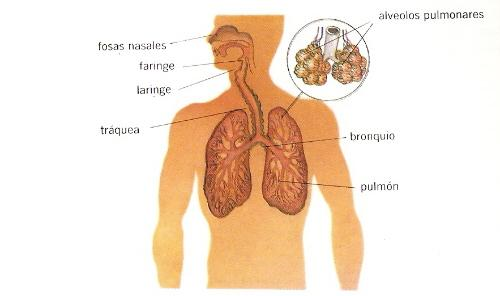 alveolos pulmonares
fosas nasales
faringe
laringe
tráquea
bronquio
pulmón